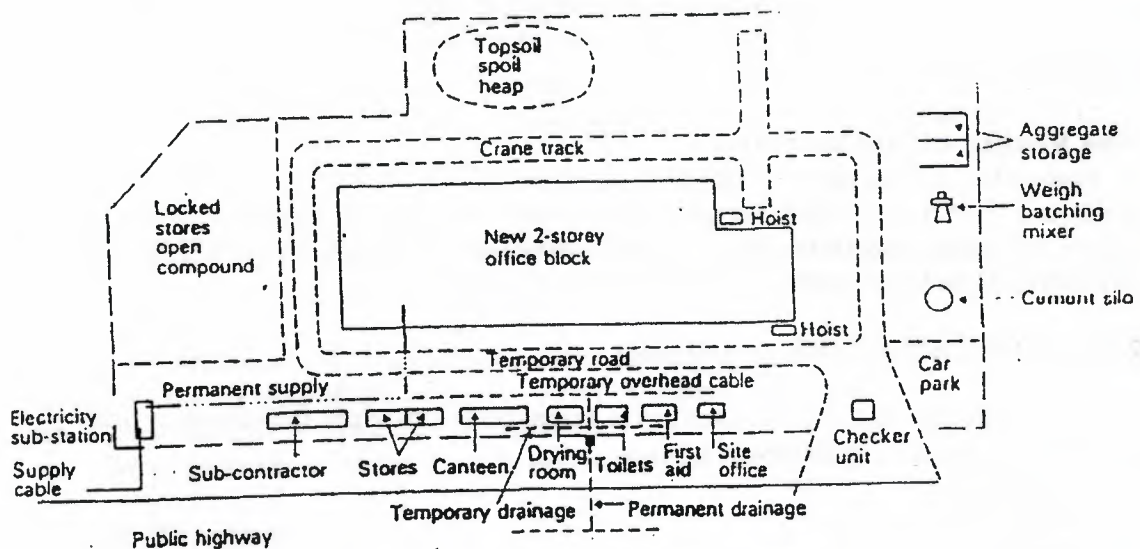 Topsoil
spoil
heap
Crane track
Aggregate
storage
Locked
stores
open
compound
Hoist
Weigh
batching
mixer
New 2-storey
office block
Cumunt silo
Hoist
Temporary road
Car
park
Permanent supply
Temporary overhead cable
Electricity
sub-station
Checker
unit
Supply
cable
Sub-contractor
Stores
Canteen
Drying
room
Toilets
First
aid
Site
office
Temporary drainage
Permanent drainage
Public highway